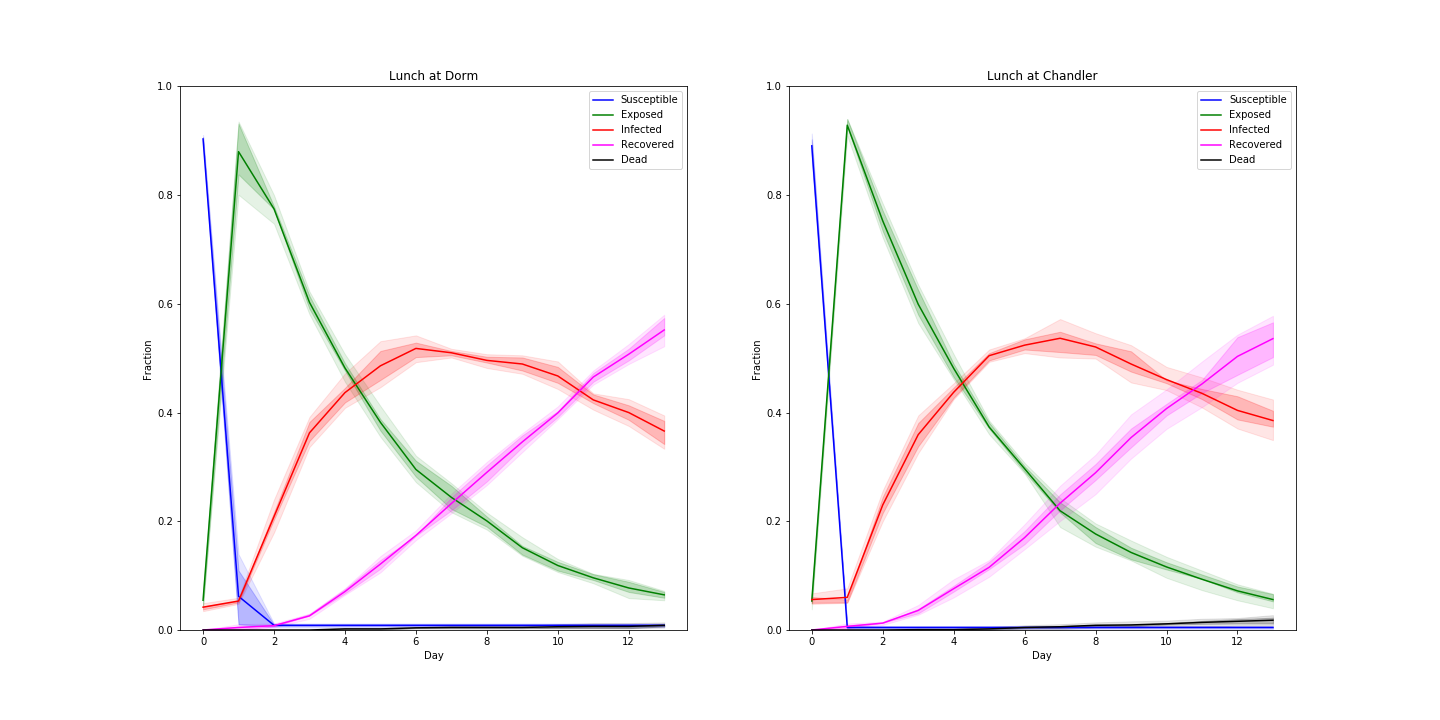 Lunch at Dorm
1.0
0.8
0.6
0.4
0.2
0.0
Fraction
0 2 4 6 8 10 12
Day
Susceptible
Exposed
Infected
Recovered
Dead
Lunch at Chandler
1.0
0.8
0.6
0.4
0.2
0.0
Fraction
0 2 4 6 8 10 12
Day
Susceptible
Exposed
Infected
Recovered
Dead